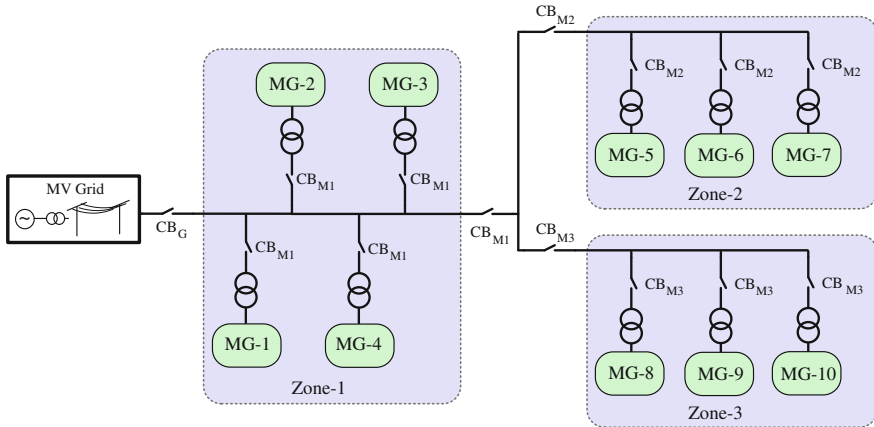 MV Grid
~
CB_G
MG-2
MG-3
CB_M1
CB_M1
CB_M1
CB_M1
MG-1
MG-4
Zone-1
CB_M1
CB_M2
CB_M2
CB_M2
CB_M2
MG-5
MG-6
MG-7
Zone-2
CB_M3
CB_M3
CB_M3
CB_M3
MG-8
MG-9
MG-10
Zone-3